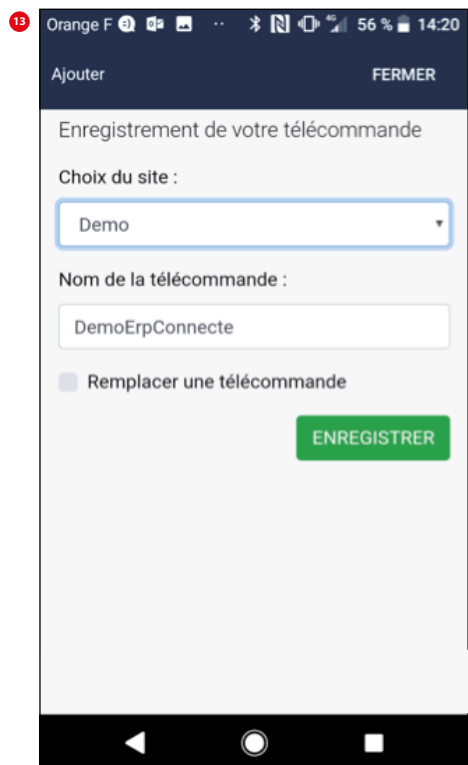 13
Orange F 56 % 14:20
Ajouter FERMER
Enregistrement de votre télécommande
Choix du site :
Demo
Nom de la télécommande :
DemoErpConnecte
Remplacer une télécommande
ENREGISTRER